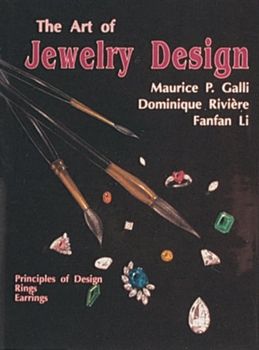 The Art of
Jewelry Design
Maurice P. Galli
Dominique Rivière
Fanfan Li
Principles of Design
Rings
Earrings